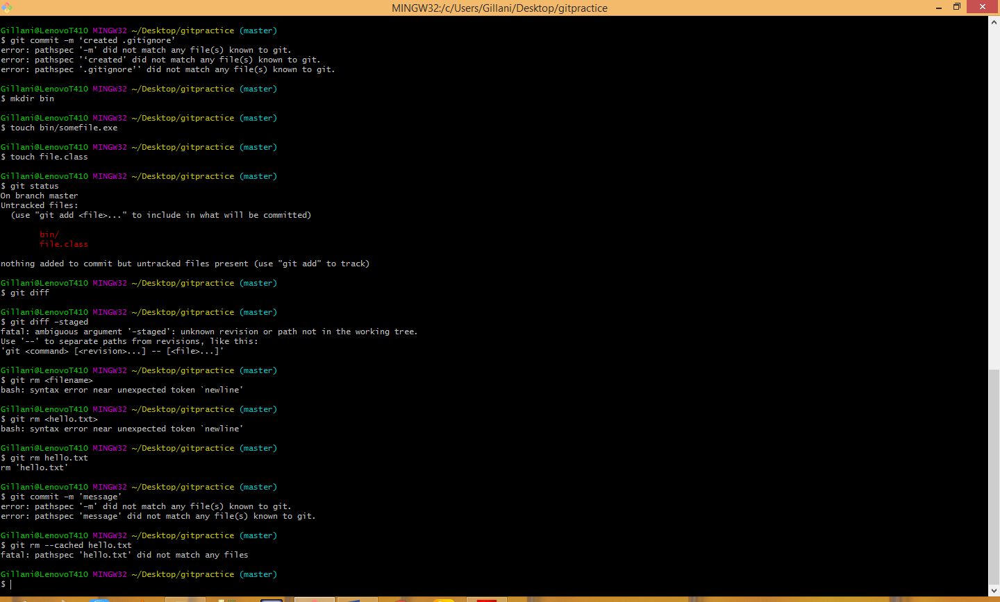 MINGW32:/c/Users/Gillani/Desktop/gitpractice
Gillani@LenovoT410 MINGW32 ~/Desktop/gitpractice (master)
$ git commit –m ‘created .gitignore’
error: pathspec '–m' did not match any file(s) known to git.
error: pathspec '‘created' did not match any file(s) known to git.
error: pathspec '.gitignore’' did not match any file(s) known to git.
Gillani@LenovoT410 MINGW32 ~/Desktop/gitpractice (master)
$ mkdir bin
Gillani@LenovoT410 MINGW32 ~/Desktop/gitpractice (master)
$ touch bin/somefile.exe
Gillani@LenovoT410 MINGW32 ~/Desktop/gitpractice (master)
$ touch file.class
Gillani@LenovoT410 MINGW32 ~/Desktop/gitpractice (master)
$ git status
On branch master
Untracked files:
(use "git add <file>..." to include in what will be committed)
bin/
file.class
nothing added to commit but untracked files present (use "git add" to track)
Gillani@LenovoT410 MINGW32 ~/Desktop/gitpractice (master)
$ git diff
Gillani@LenovoT410 MINGW32 ~/Desktop/gitpractice (master)
$ git diff –staged
fatal: ambiguous argument '–staged': unknown revision or path not in the working tree.
Use '--' to separate paths from revisions, like this:
'git <command> [<revision>...] -- [<file>...]'
Gillani@LenovoT410 MINGW32 ~/Desktop/gitpractice (master)
$ git rm <filename>
bash: syntax error near unexpected token `newline'
Gillani@LenovoT410 MINGW32 ~/Desktop/gitpractice (master)
$ git rm <hello.txt>
bash: syntax error near unexpected token `newline'
Gillani@LenovoT410 MINGW32 ~/Desktop/gitpractice (master)
$ git rm hello.txt
rm 'hello.txt'
Gillani@LenovoT410 MINGW32 ~/Desktop/gitpractice (master)
$ git commit –m 'message'
error: pathspec '–m' did not match any file(s) known to git.
error: pathspec 'message' did not match any file(s) known to git.
Gillani@LenovoT410 MINGW32 ~/Desktop/gitpractice (master)
$ git rm --cached hello.txt
fatal: pathspec 'hello.txt' did not match any files
Gillani@LenovoT410 MINGW32 ~/Desktop/gitpractice (master)
$